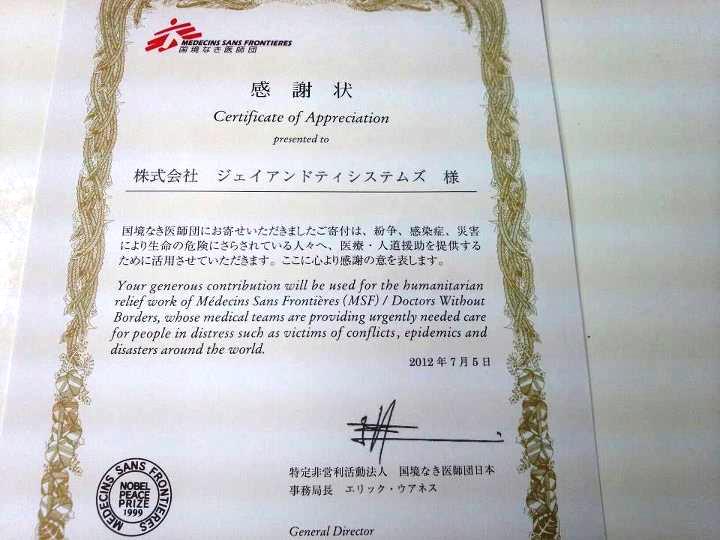 MEDECINS SANS FRONTIERES
国境なき医師団
感謝状
Certificate of Appreciation
presented to
株式会社 ジェイアンドティシステムズ 様
国境なき医師団にお寄せいただきましたご寄付は、紛争、感染症、災害
により生命の危険にさらされている人々へ、医療・人道援助を提供する
ために活用させていただきます。ここに心より感謝の意を表します。
Your generous contribution will be used for the humanitarian
relief work of Médecins Sans Frontières (MSF) / Doctors Without
Borders, whose medical teams are providing urgently needed care
for people in distress such as victims of conflicts, epidemics and
disasters around the world.
2012年7月5日
特定非営利活動法人 国境なき医師団日本
事務局長 エリック・ウアネス
General Director
MEDECINS SANS FRONTIERES
NOBEL
PEACE
PRIZE
1999